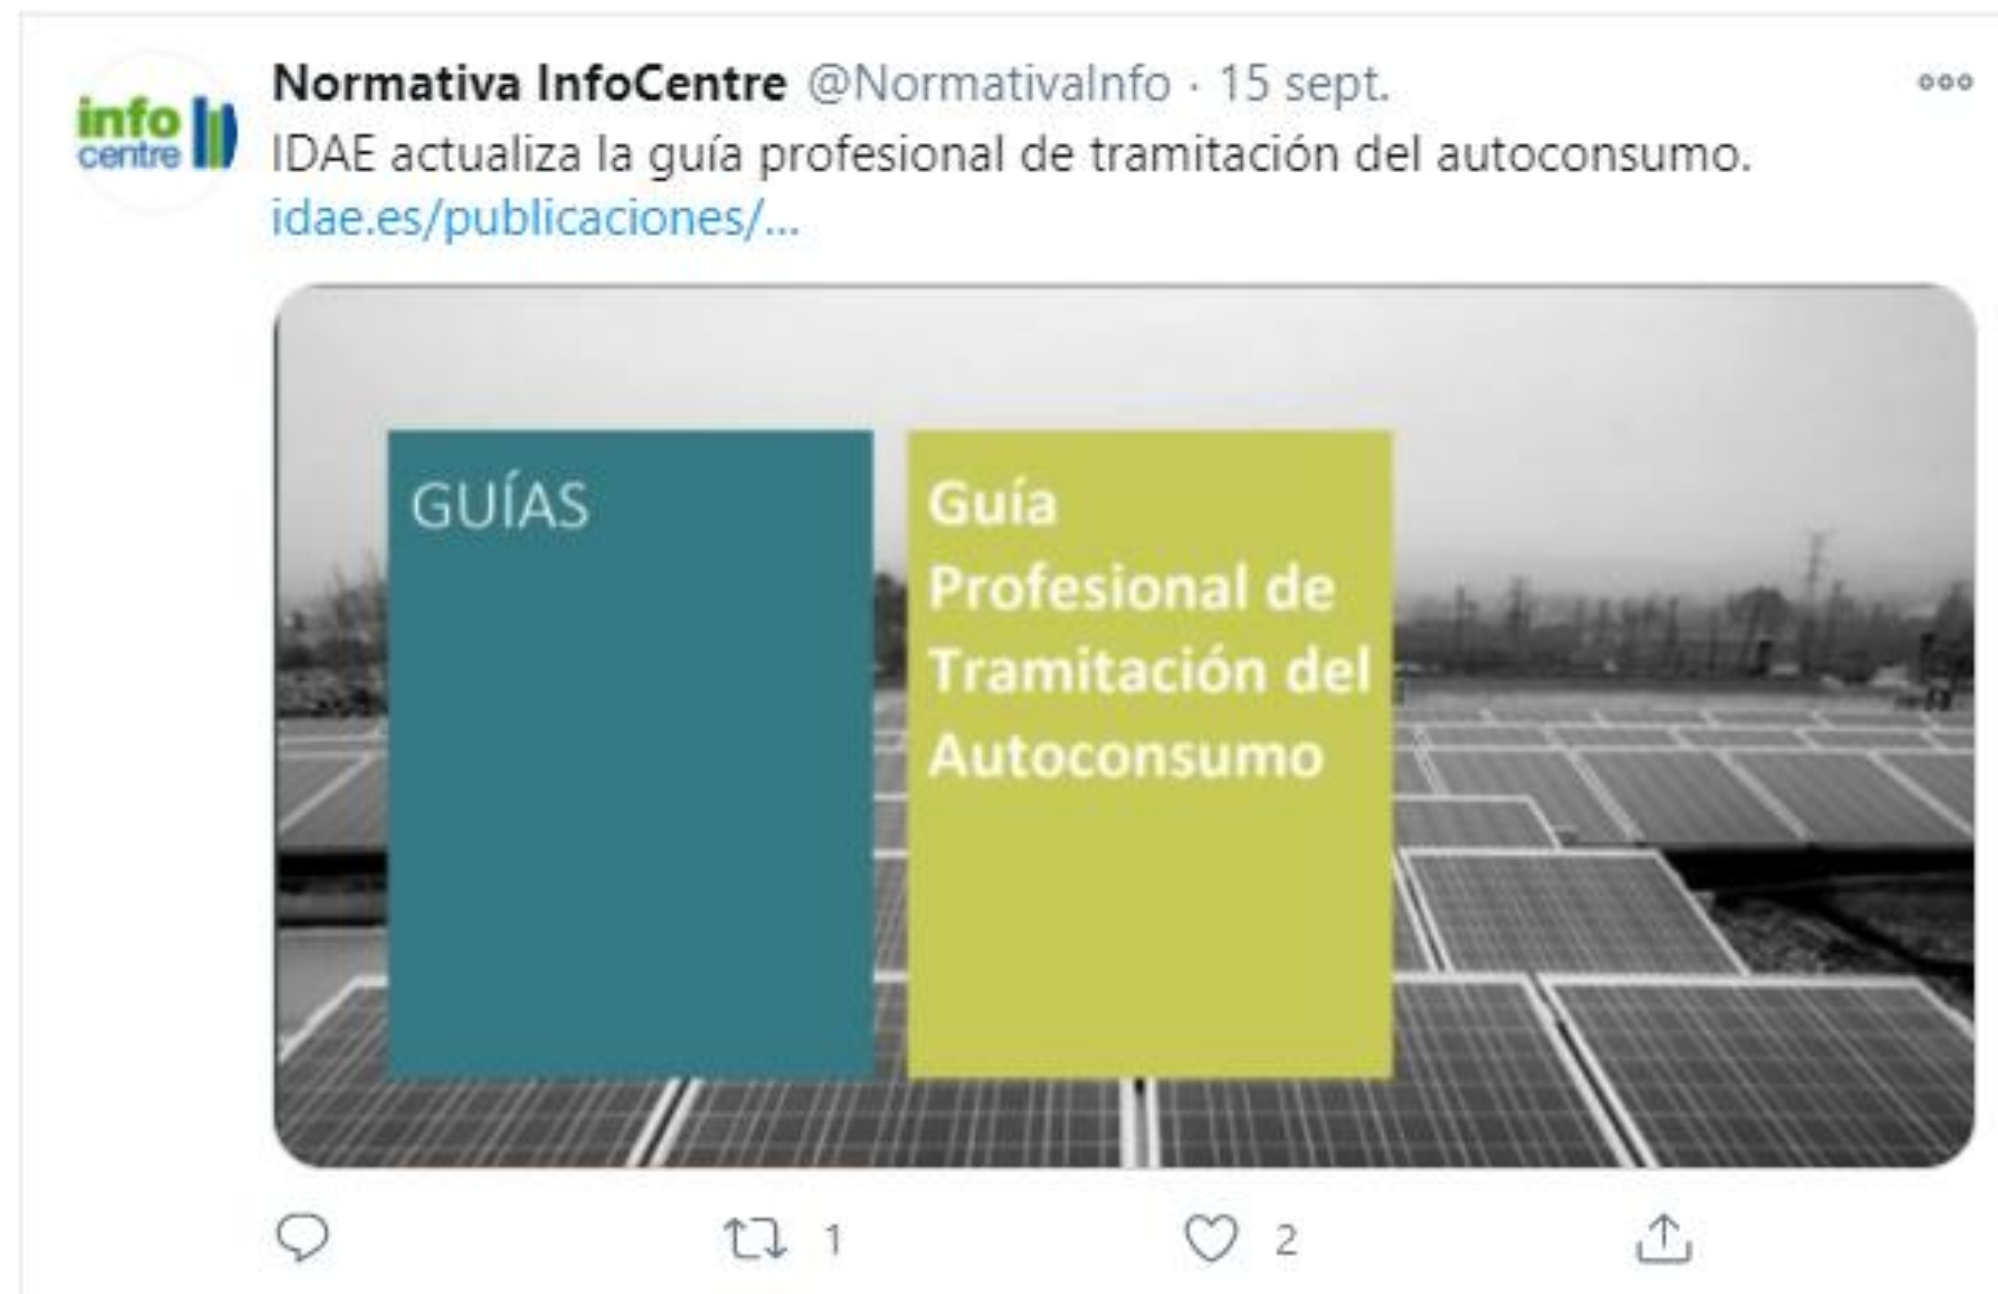 info
centre
Normativa InfoCentre @NormativaInfo · 15 sept.
IDAE actualiza la guía profesional de tramitación del autoconsumo.
idae.es/publicaciones/...
GUÍAS
Guía
Profesional de
Tramitación del
Autoconsumo
1
2